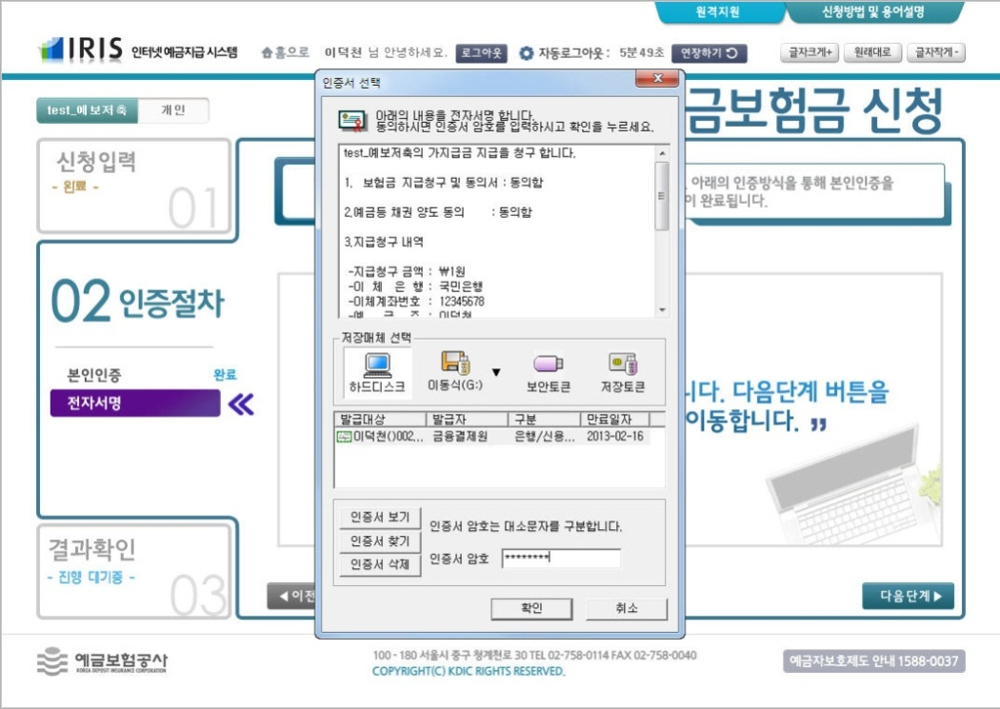 원격지원
신청방법 및 용어설명
IRIS 인터넷 예금지급 시스템
홈으로
이덕천 님 안녕하세요.
로그아웃
자동로그아웃 : 5분49초
연장하기
글자크게+
원래대로
글자작게-
test_예보저축
개인
금보험금 신청
신청입력
- 완료 -
01
아래의 인증방식을 통해 본인인증을
이 완료됩니다.
02 인증절차
본인인증 완료
전자서명
결과확인
- 진행 대기중 -
03
인증서 선택
아래의 내용을 전자서명 합니다.
동의하시면 인증서 암호를 입력하시고 확인을 누르세요.
test_예보저축의 가지급금 지급을 청구 합니다.
1. 보험금 지급청구 및 동의서 : 동의함
2.예금등 채권 양도 동의 : 동의함
3.지급청구 내역
-지급청구 금액 : ₩1원
-이 체 은 행 : 국민은행
-이체계좌번호 : 12345678
-예 금 주 : 이덕천
저장매체 선택
하드디스크
이동식(G:)
보안토큰
저장토큰
발급대상 발급자 구분 만료일자
이덕천()002... 금융결제원 은행/신용... 2013-02-16
인증서 보기
인증서 찾기
인증서 삭제
인증서 암호는 대소문자를 구분합니다.
인증서 암호 ********
확인
취소
니다. 다음단계 버튼을
이동합니다. ”
◀이전
다음단계▶
예금보험공사
KOREA DEPOSIT INSURANCE CORPORATION
100 - 180 서울시 중구 청계천로 30 TEL 02-758-0114 FAX 02-758-0040
COPYRIGHT(C) KDIC RIGHTS RESERVED.
예금자보호제도 안내 1588-0037